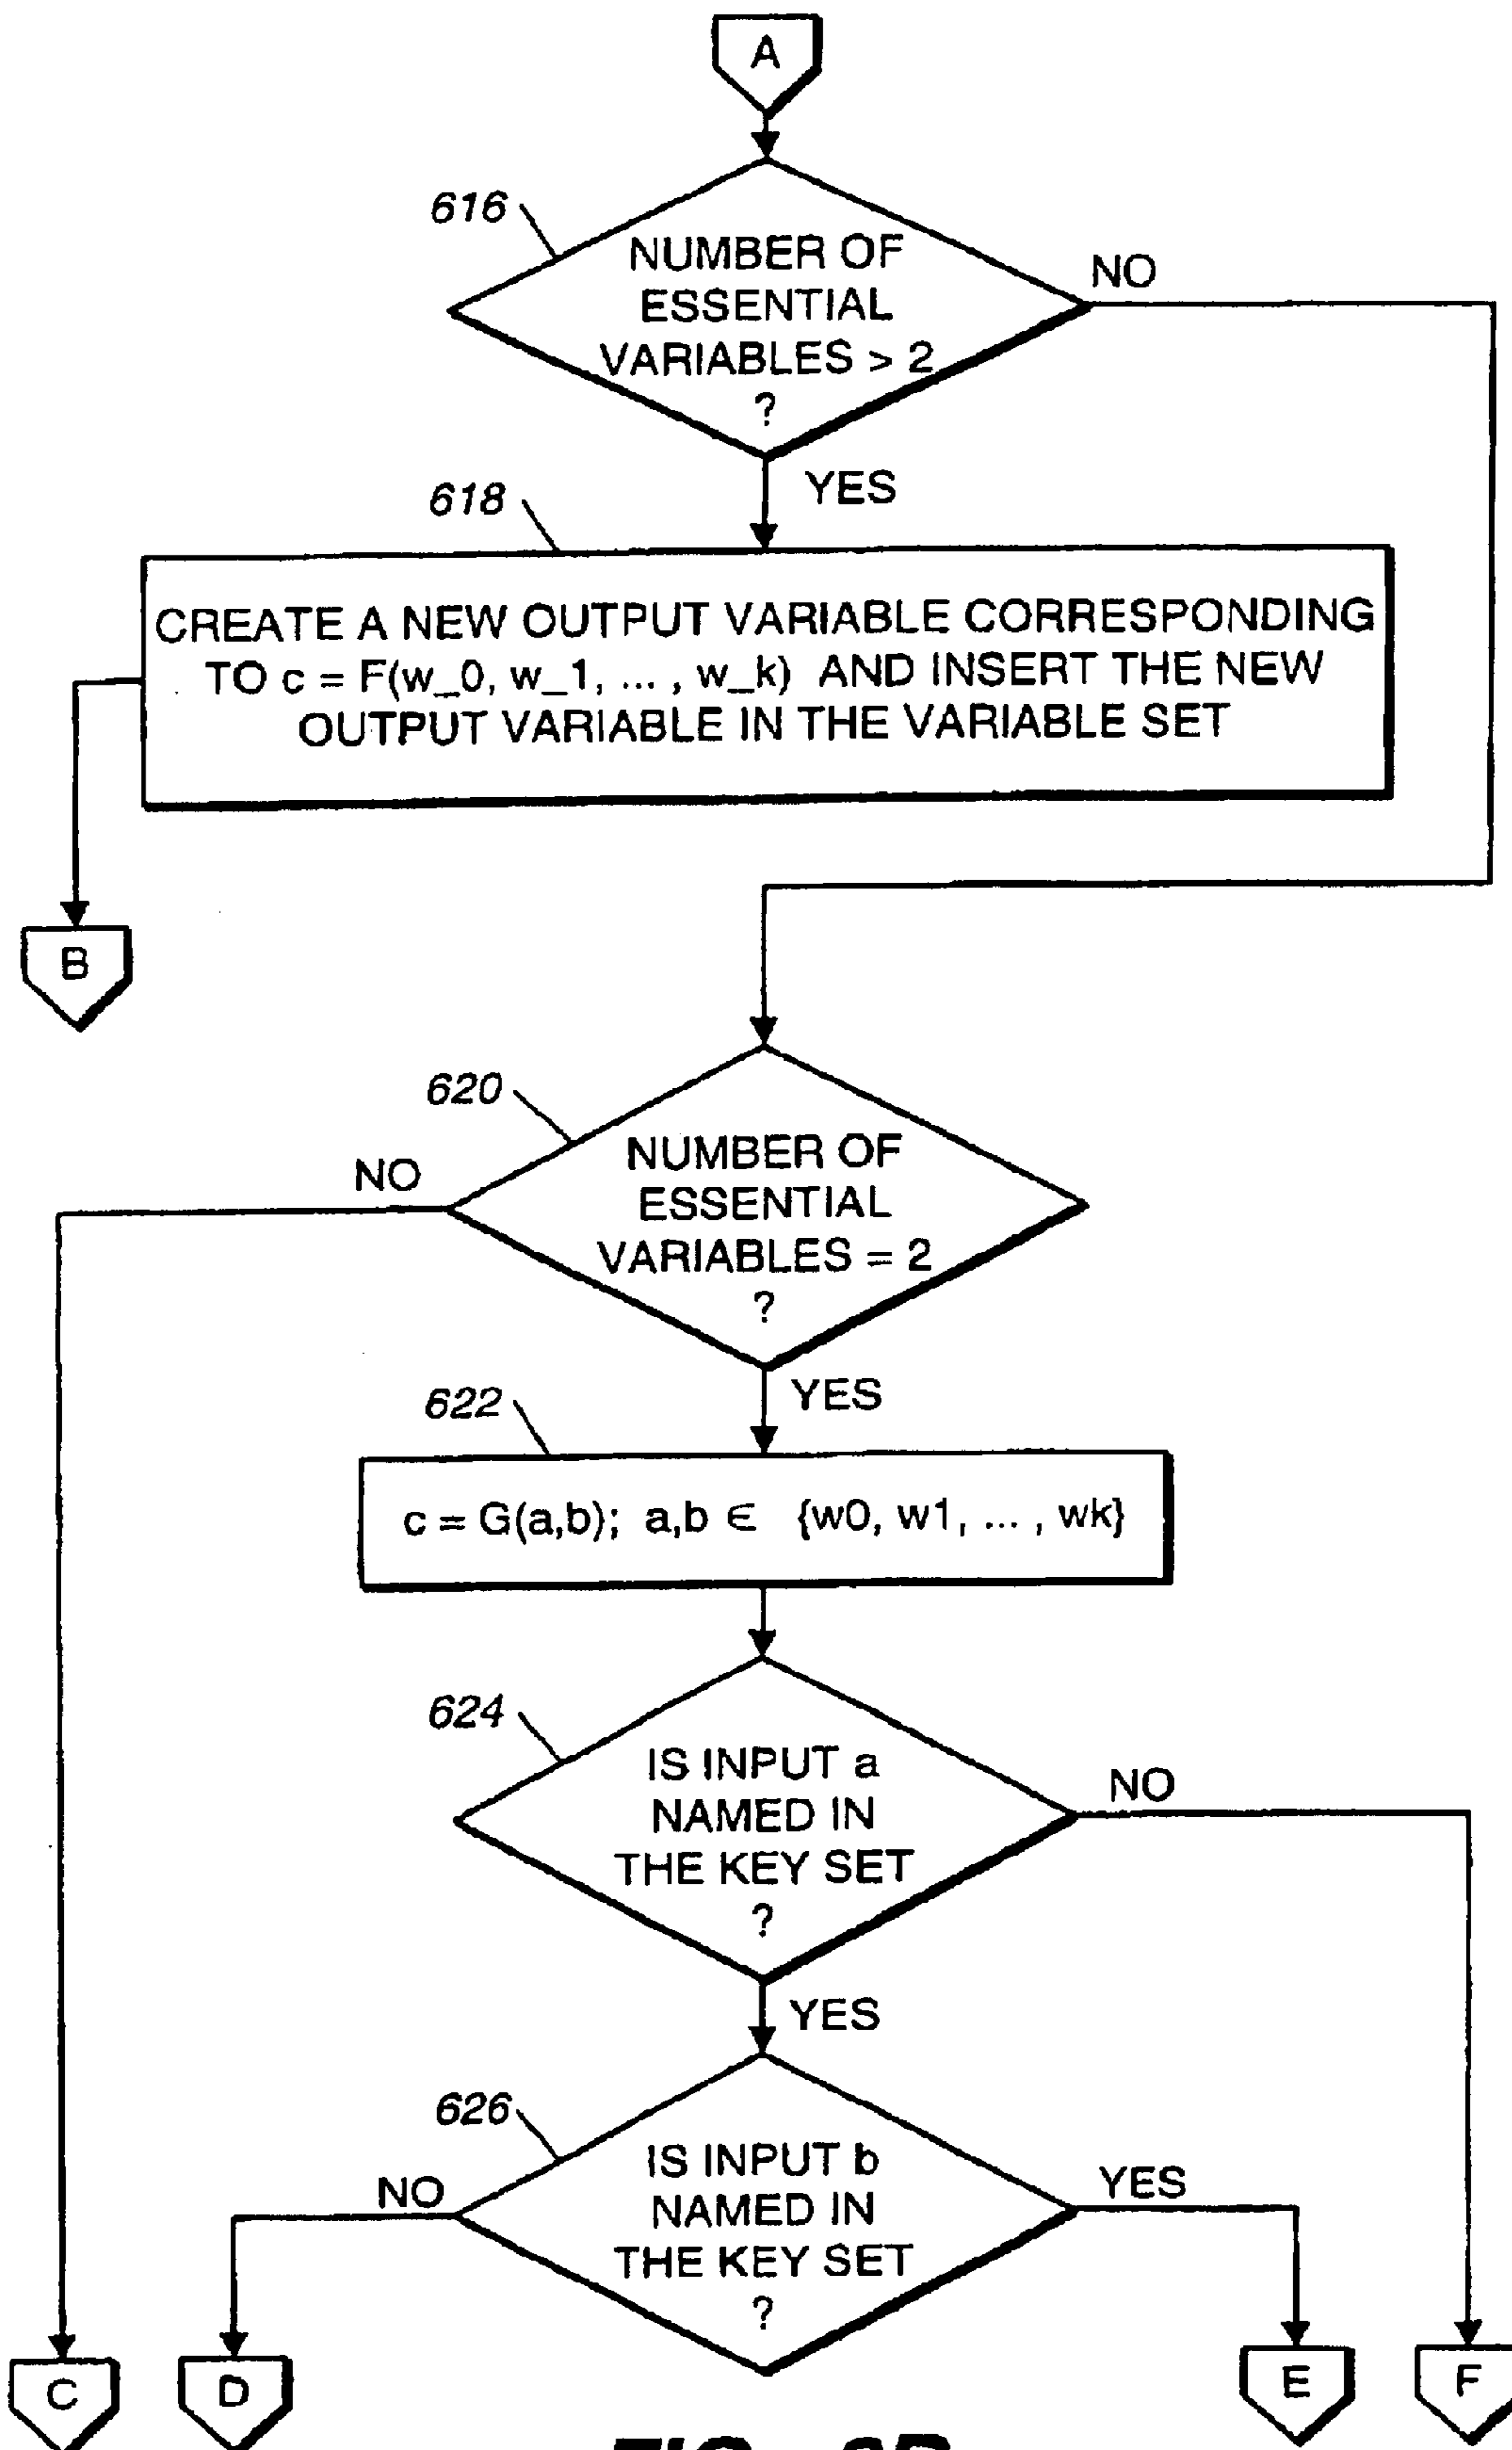 A
616
NUMBER OF
ESSENTIAL
VARIABLES > 2
?
NO
YES
618
CREATE A NEW OUTPUT VARIABLE CORRESPONDING
TO c = F(w_0, w_1, ... , w_k) AND INSERT THE NEW
OUTPUT VARIABLE IN THE VARIABLE SET
B
620
NUMBER OF
ESSENTIAL
VARIABLES = 2
?
NO
YES
622
c = G(a,b); a,b ∈ {w0, w1, ... , wk}
624
IS INPUT a
NAMED IN
THE KEY SET
?
NO
YES
626
IS INPUT b
NAMED IN
THE KEY SET
?
NO
YES
C
D
E
F